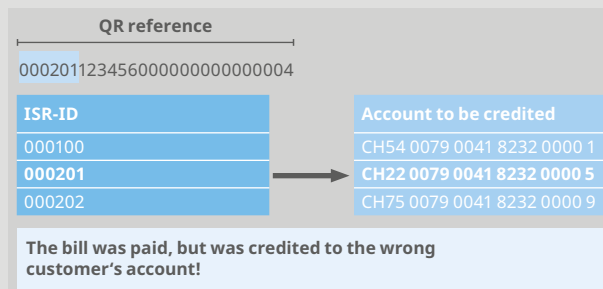 QR reference
000201123456000000000000004
ISR-ID Account to be credited
000100 CH54 0079 0041 8232 0000 1
000201 CH22 0079 0041 8232 0000 5
000202 CH75 0079 0041 8232 0000 9
The bill was paid, but was credited to the wrong
customer‘s account!